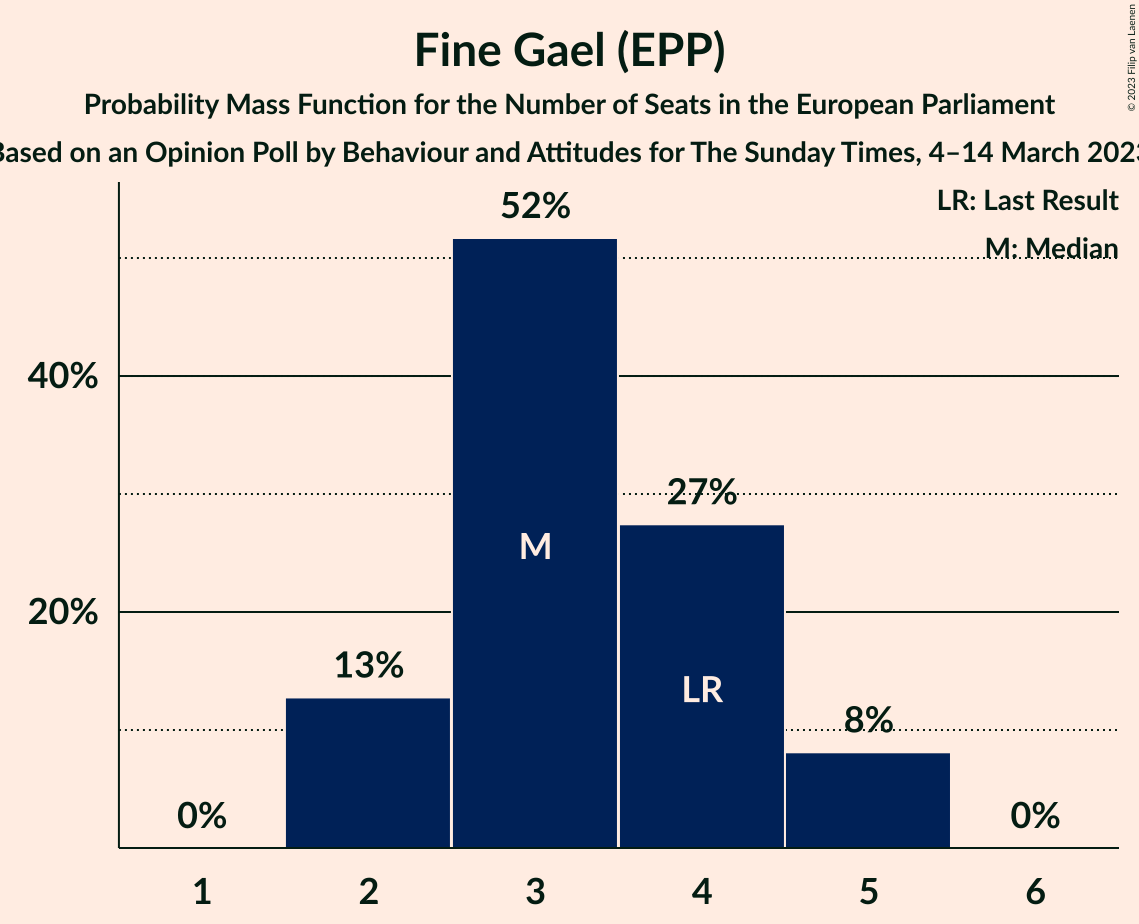 Fine Gael (EPP)
Probability Mass Function for the Number of Seats in the European Parliament
Based on an Opinion Poll by Behaviour and Attitudes for The Sunday Times, 4–14 March 2023
© 2023 Filip van Laenen
LR: Last Result
M: Median
52%
40%
27%
M
20%
13%
LR
8%
0%
0%
1 2 3 4 5 6